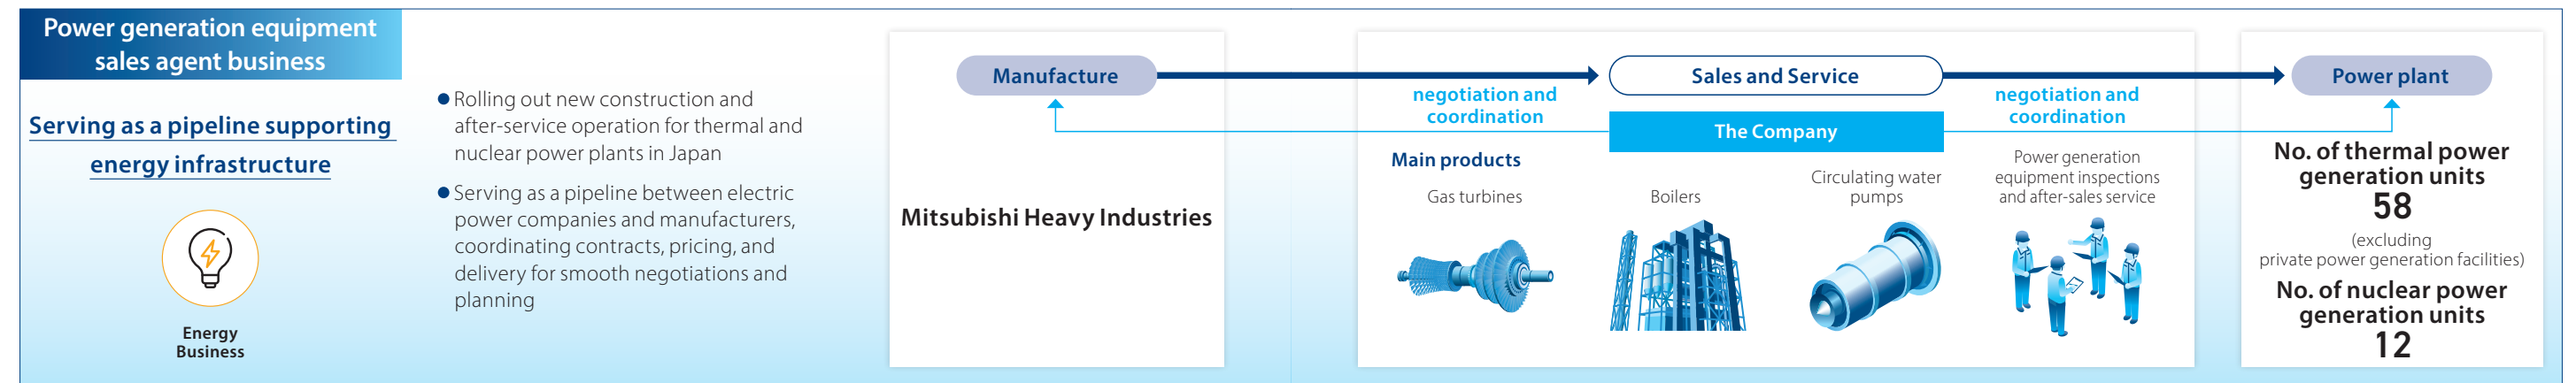 Power generation equipment
sales agent business
Serving as a pipeline supporting
energy infrastructure
Energy
Business
●Rolling out new construction and
after-service operation for thermal and
nuclear power plants in Japan
●Serving as a pipeline between electric
power companies and manufacturers,
coordinating contracts, pricing, and
delivery for smooth negotiations and
planning
Manufacture
Mitsubishi Heavy Industries
negotiation and
coordination
Sales and Service
The Company
negotiation and
coordination
Main products
Gas turbines
Boilers
Circulating water
pumps
Power generation
equipment inspections
and after-sales service
Power plant
No. of thermal power
generation units
58
(excluding
private power generation facilities)
No. of nuclear power
generation units
12